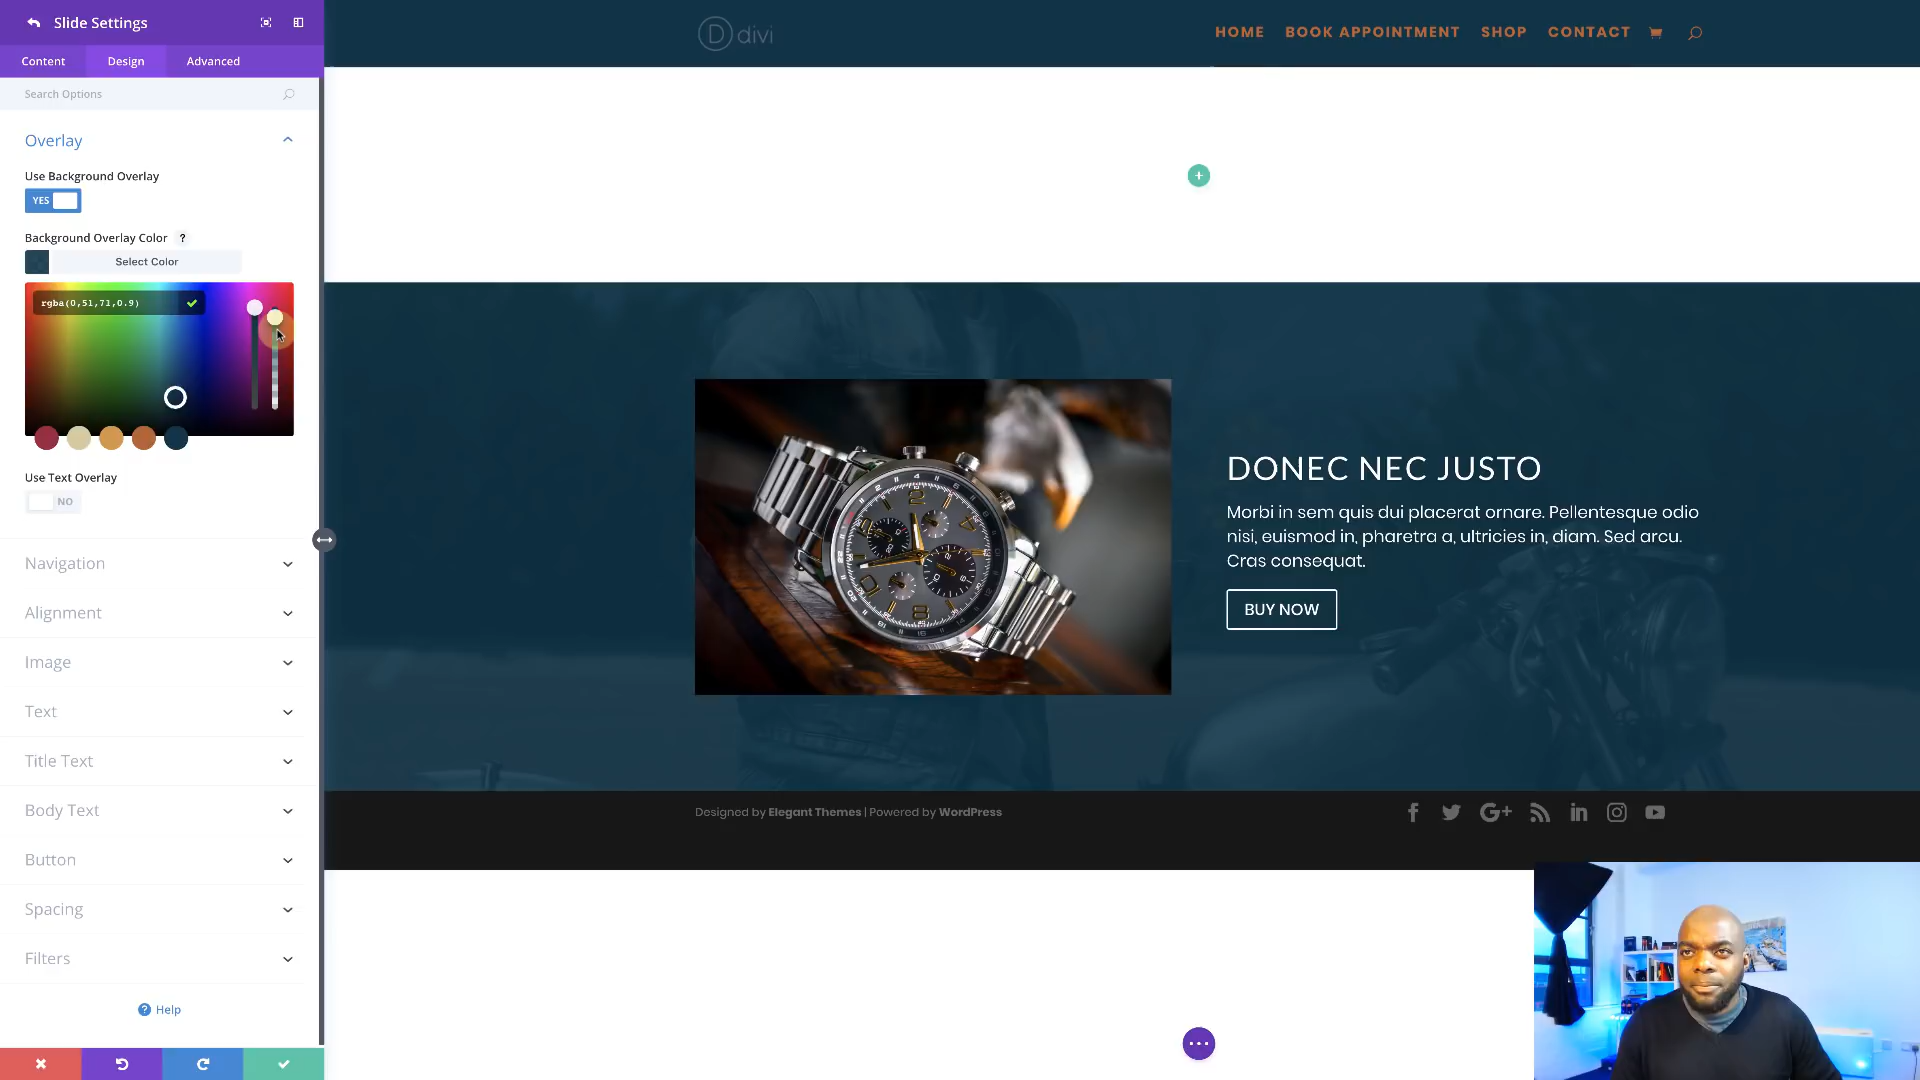 Slide Settings
Content Design Advanced
Search Options
Overlay
Use Background Overlay
YES
Background Overlay Color ?
Select Color
rgba(0,51,71,0.9)
Use Text Overlay
NO
Navigation
Alignment
Image
Text
Title Text
Body Text
Button
Spacing
Filters
? Help
D divi
HOME BOOK APPOINTMENT SHOP CONTACT
DONEC NEC JUSTO
Morbi in sem quis dui placerat ornare. Pellentesque odio
nisi, euismod in, pharetra a, ultricies in, diam. Sed arcu.
Cras consequat.
BUY NOW
Designed by Elegant Themes | Powered by WordPress